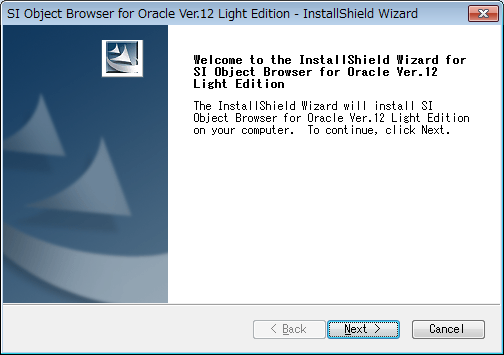 SI Object Browser for Oracle Ver.12 Light Edition - InstallShield Wizard
Welcome to the InstallShield Wizard for
SI Object Browser for Oracle Ver.12
Light Edition
The InstallShield Wizard will install SI
Object Browser for Oracle Ver.12 Light Edition
on your computer.  To continue, click Next.
< Back
Next >
Cancel